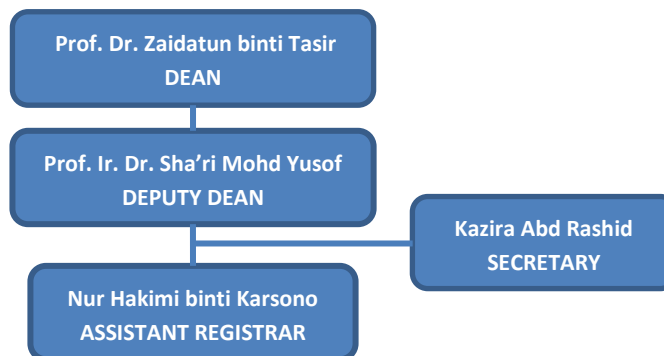 Prof. Dr. Zaidatun binti Tasir
DEAN
Prof. Ir. Dr. Sha’ri Mohd Yusof
DEPUTY DEAN
Kazira Abd Rashid
SECRETARY
Nur Hakimi binti Karsono
ASSISTANT REGISTRAR